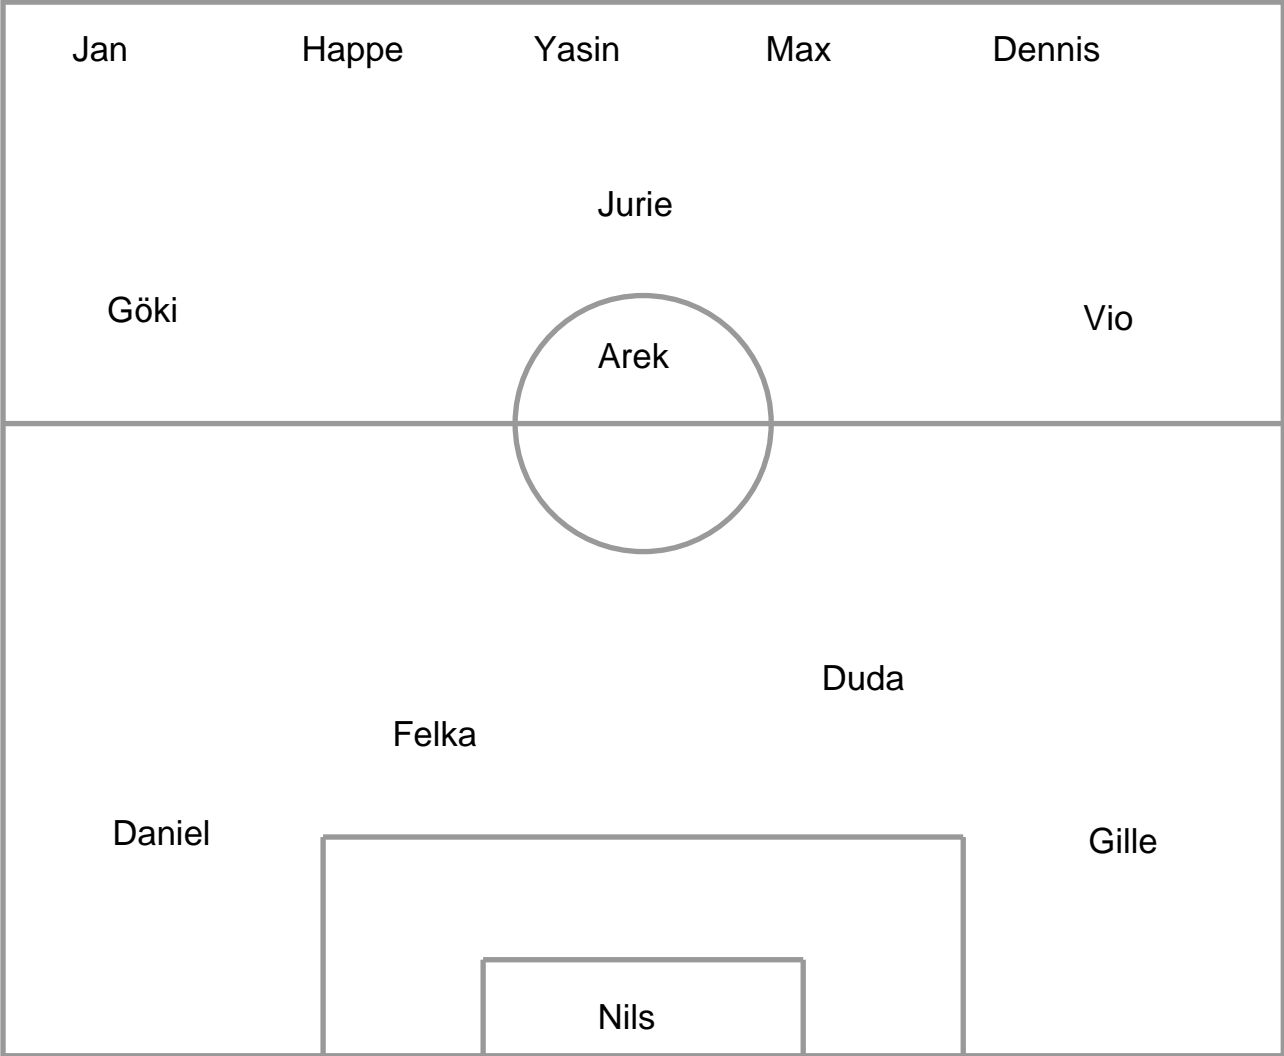 Jan Happe Yasin Max Dennis
Jurie
Göki Vio
Arek
Duda
Felka
Daniel Gille
Nils